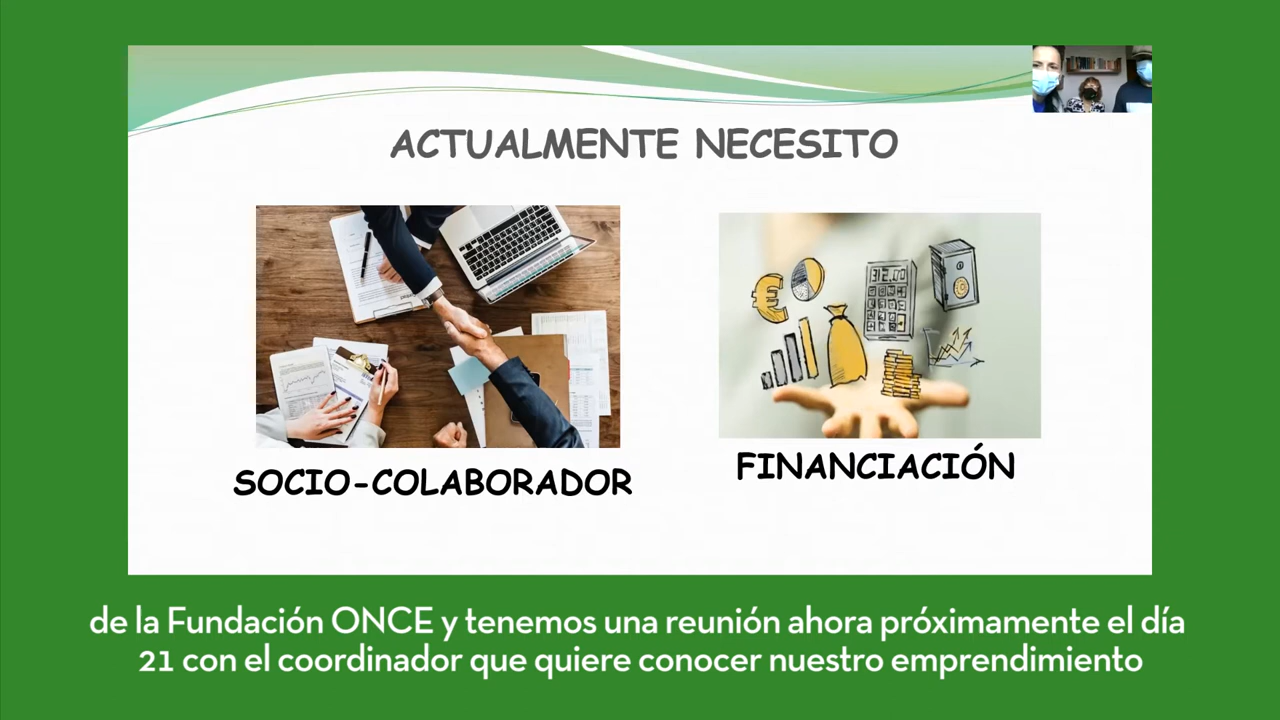 ACTUALMENTE NECESITO
SOCIO-COLABORADOR
FINANCIACIÓN
de la Fundación ONCE y tenemos una reunión ahora próximamente el día
21 con el coordinador que quiere conocer nuestro emprendimiento